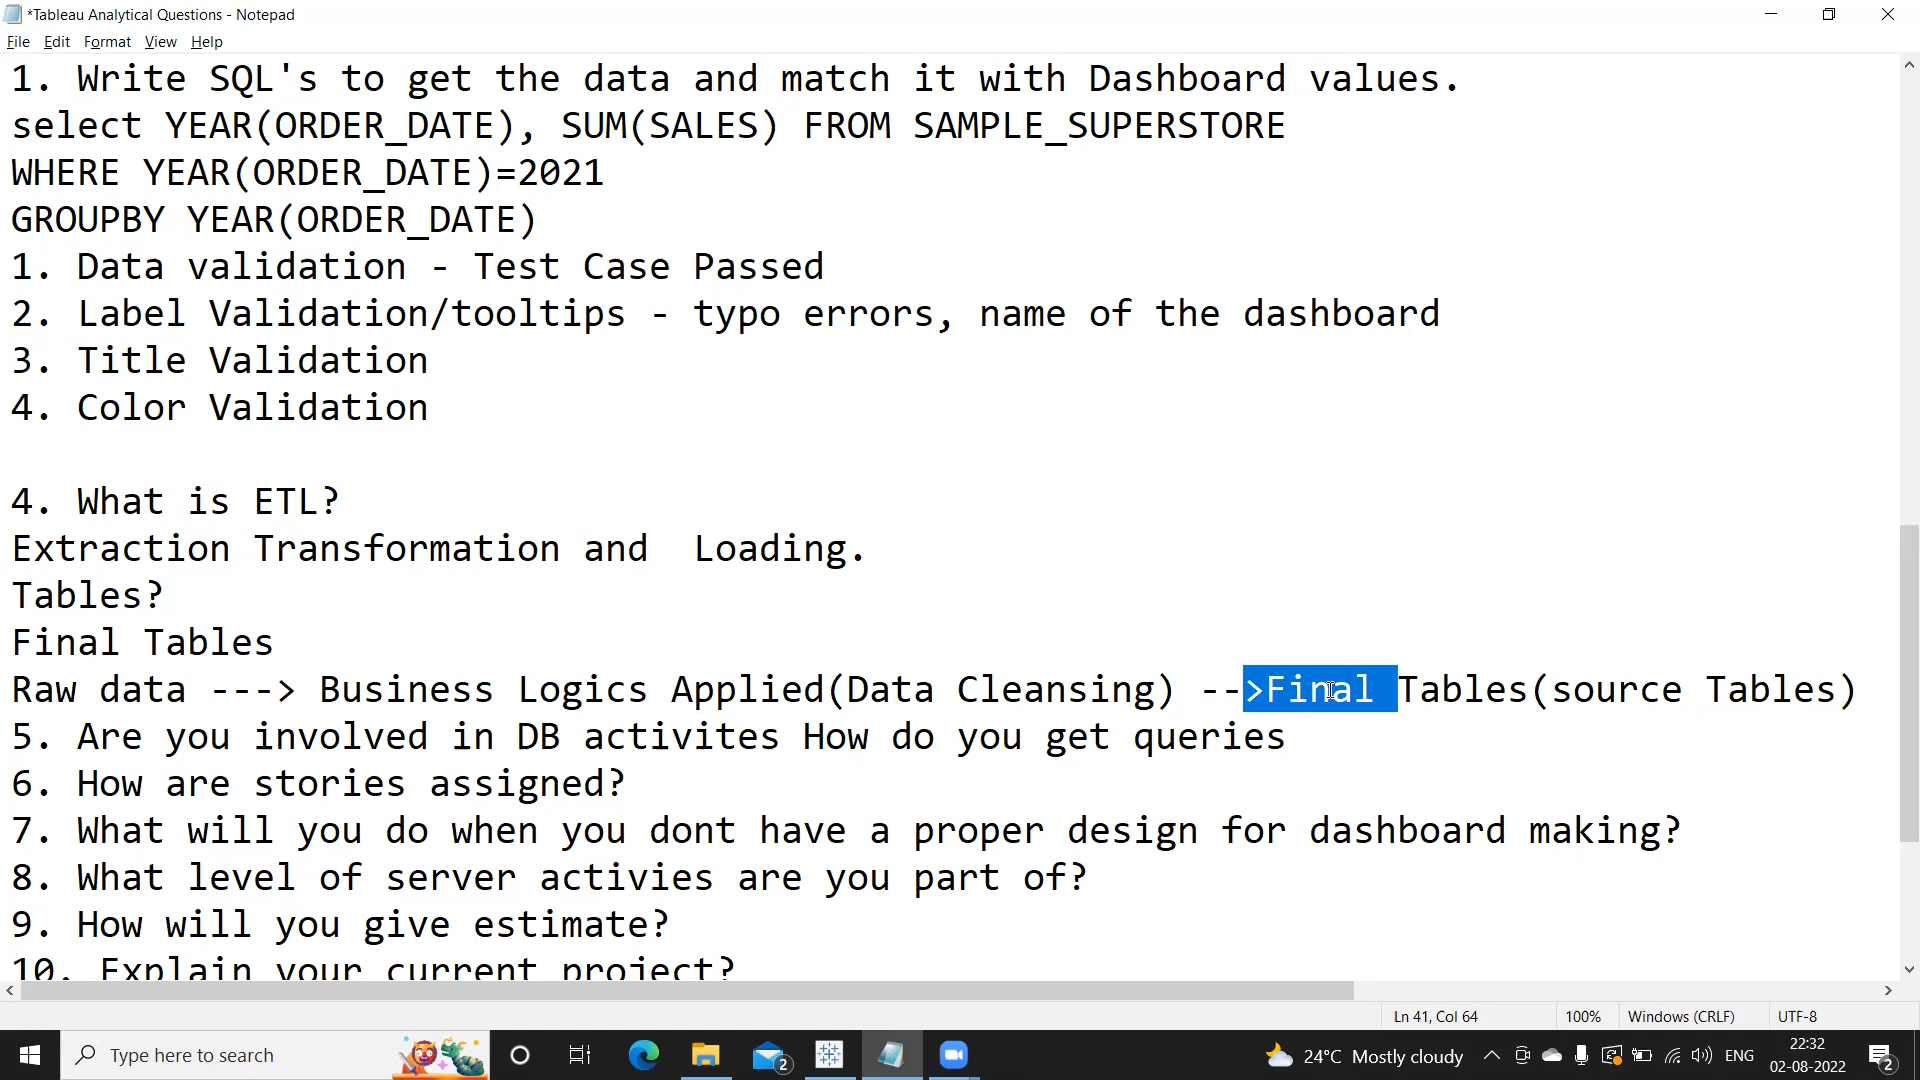 *Tableau Analytical Questions - Notepad
File Edit Format View Help
1. Write SQL's to get the data and match it with Dashboard values.
select YEAR(ORDER_DATE), SUM(SALES) FROM SAMPLE_SUPERSTORE
WHERE YEAR(ORDER_DATE)=2021
GROUPBY YEAR(ORDER_DATE)
1. Data validation - Test Case Passed
2. Label Validation/tooltips - typo errors, name of the dashboard
3. Title Validation
4. Color Validation
4. What is ETL?
Extraction Transformation and  Loading.
Tables?
Final Tables
Raw data ---> Business Logics Applied(Data Cleansing) -->Final Tables(source Tables)
5. Are you involved in DB activites How do you get queries
6. How are stories assigned?
7. What will you do when you dont have a proper design for dashboard making?
8. What level of server activies are you part of?
9. How will you give estimate?
10. Explain your current project?
Ln 41, Col 64 100% Windows (CRLF) UTF-8
Type here to search 2 24°C Mostly cloudy ENG 22:32 2
02-08-2022